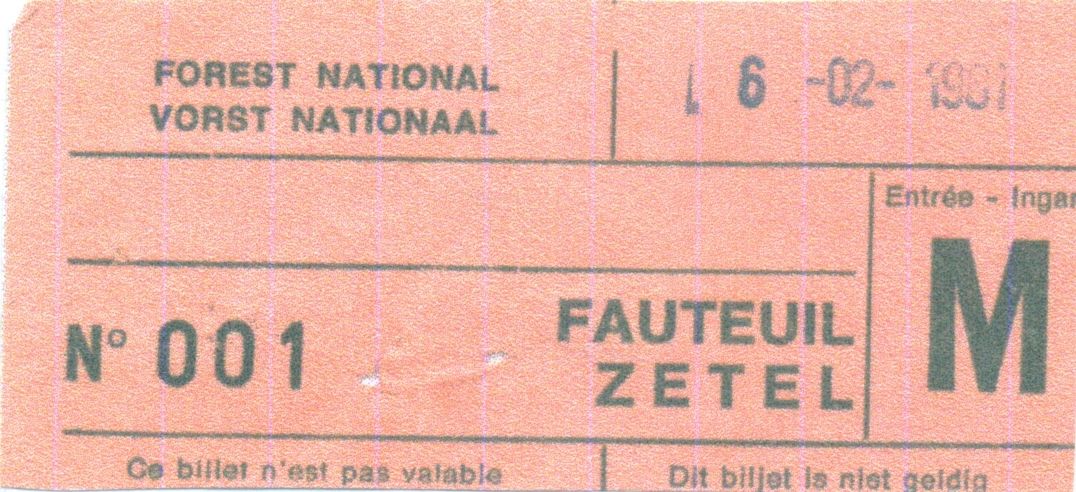 FOREST NATIONAL
VORST NATIONAAL
6 -02- 1981
Entrée - Ingan
M
N° 001
FAUTEUIL
ZETEL
Ce billet n'est pas valable
Dit biljet is niet geldig